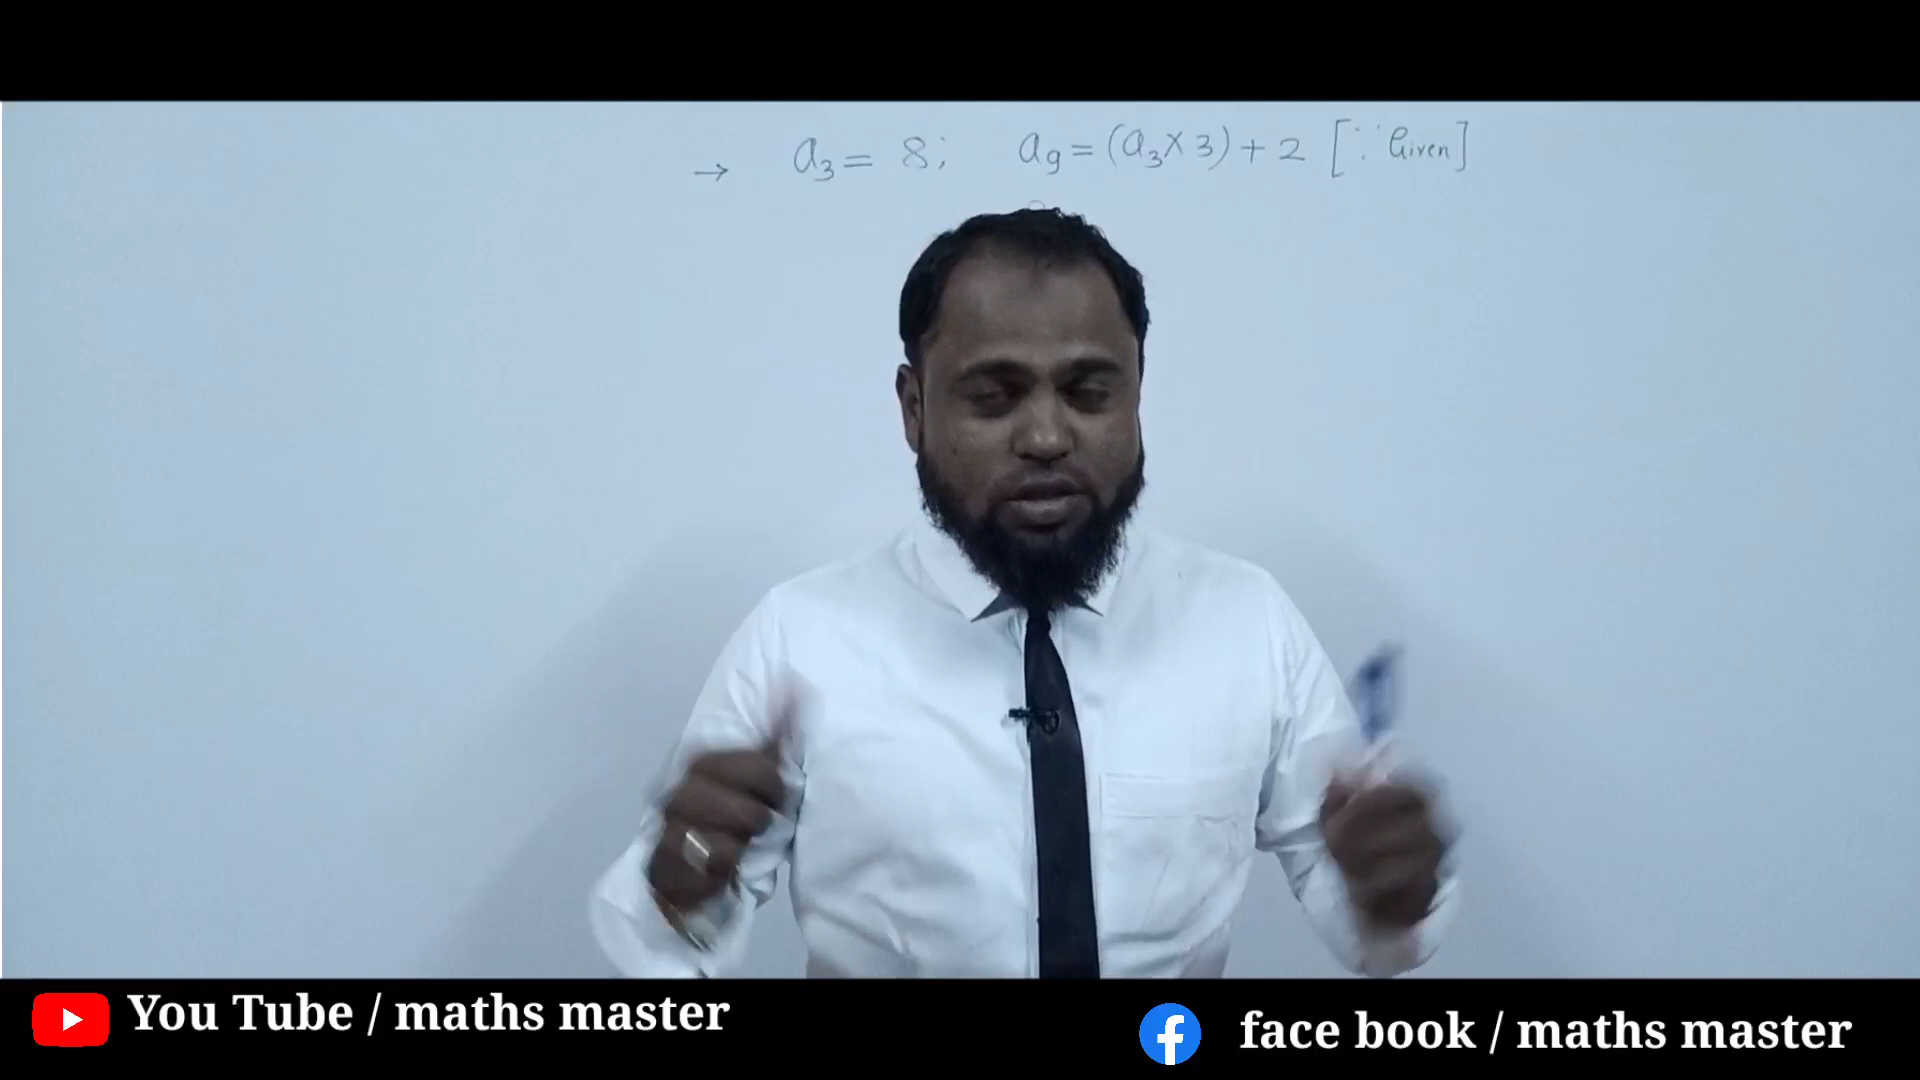 → a₃ = 8; a₉ = (a₃ × 3) + 2 [∵ Given]
You Tube / maths master
face book / maths master